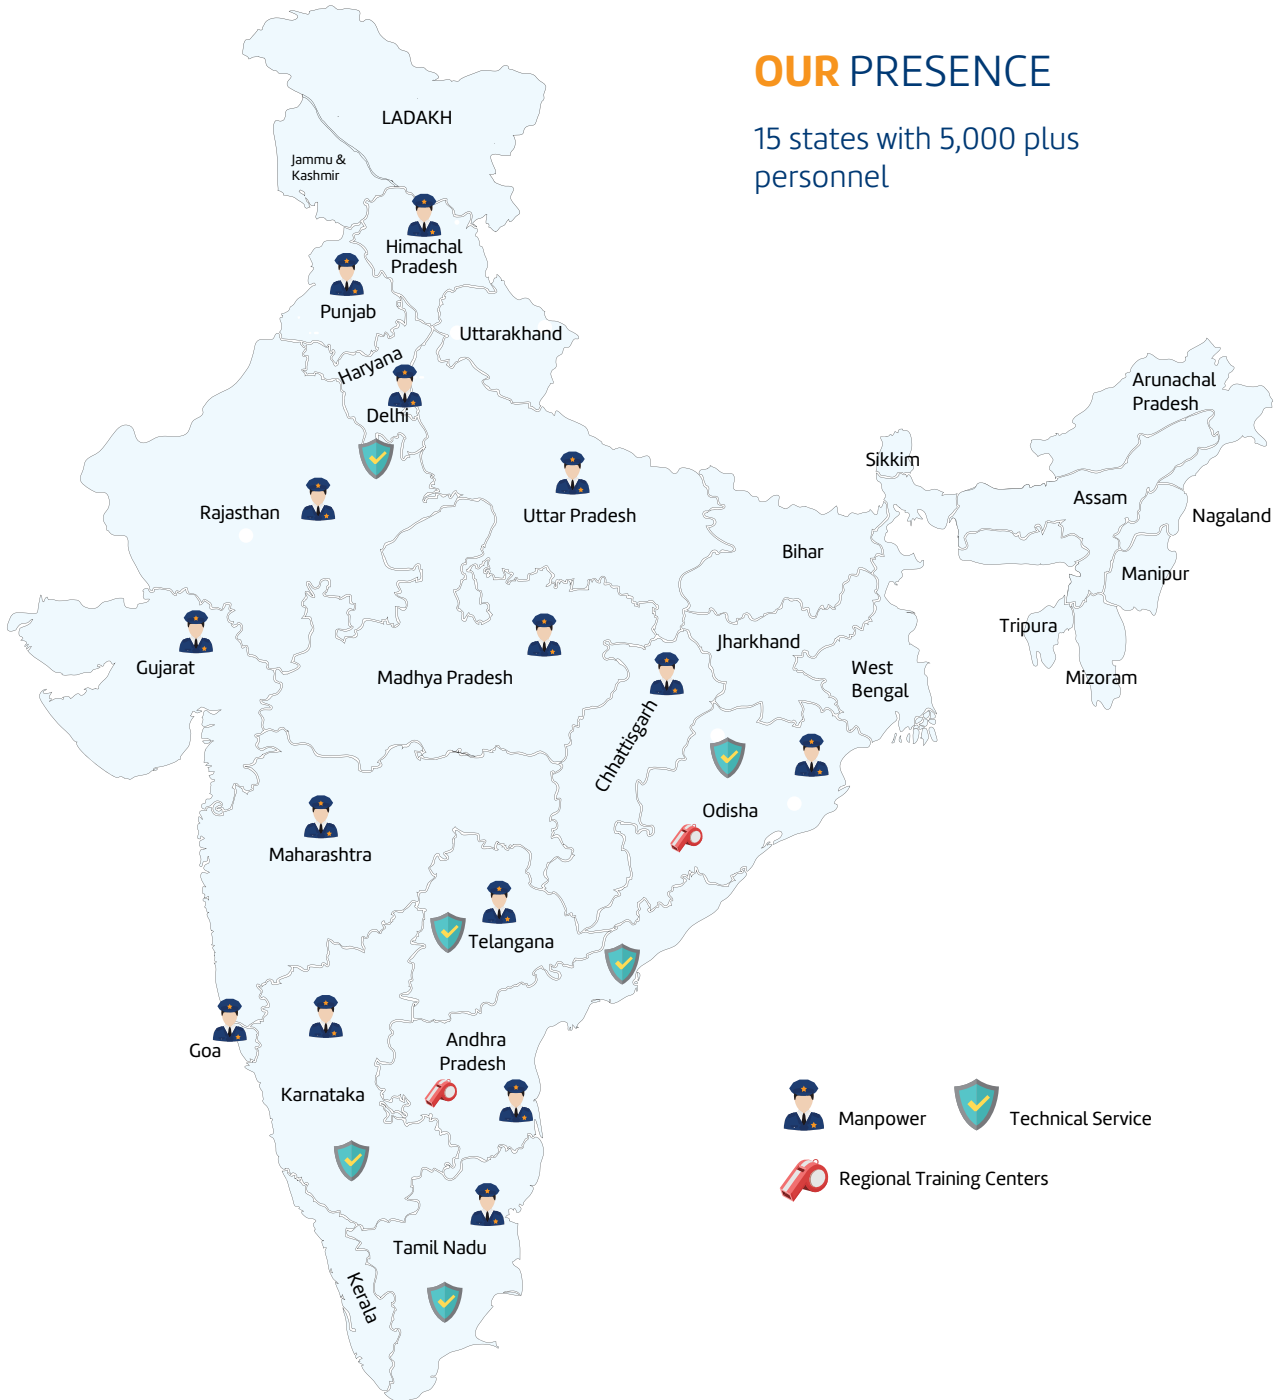 OUR PRESENCE
15 states with 5,000 plus
personnel
LADAKH
Jammu &
Kashmir
Himachal
Pradesh
Punjab
Uttarakhand
Haryana
Delhi
Arunachal
Pradesh
Sikkim
Assam
Nagaland
Rajasthan
Uttar Pradesh
Bihar
Manipur
Tripura
Jharkhand
Gujarat
Madhya Pradesh
West
Bengal
Mizoram
Chhattisgarh
Odisha
Maharashtra
Telangana
Goa
Andhra
Pradesh
Karnataka
Manpower
Technical Service
Regional Training Centers
Tamil Nadu
Kerala